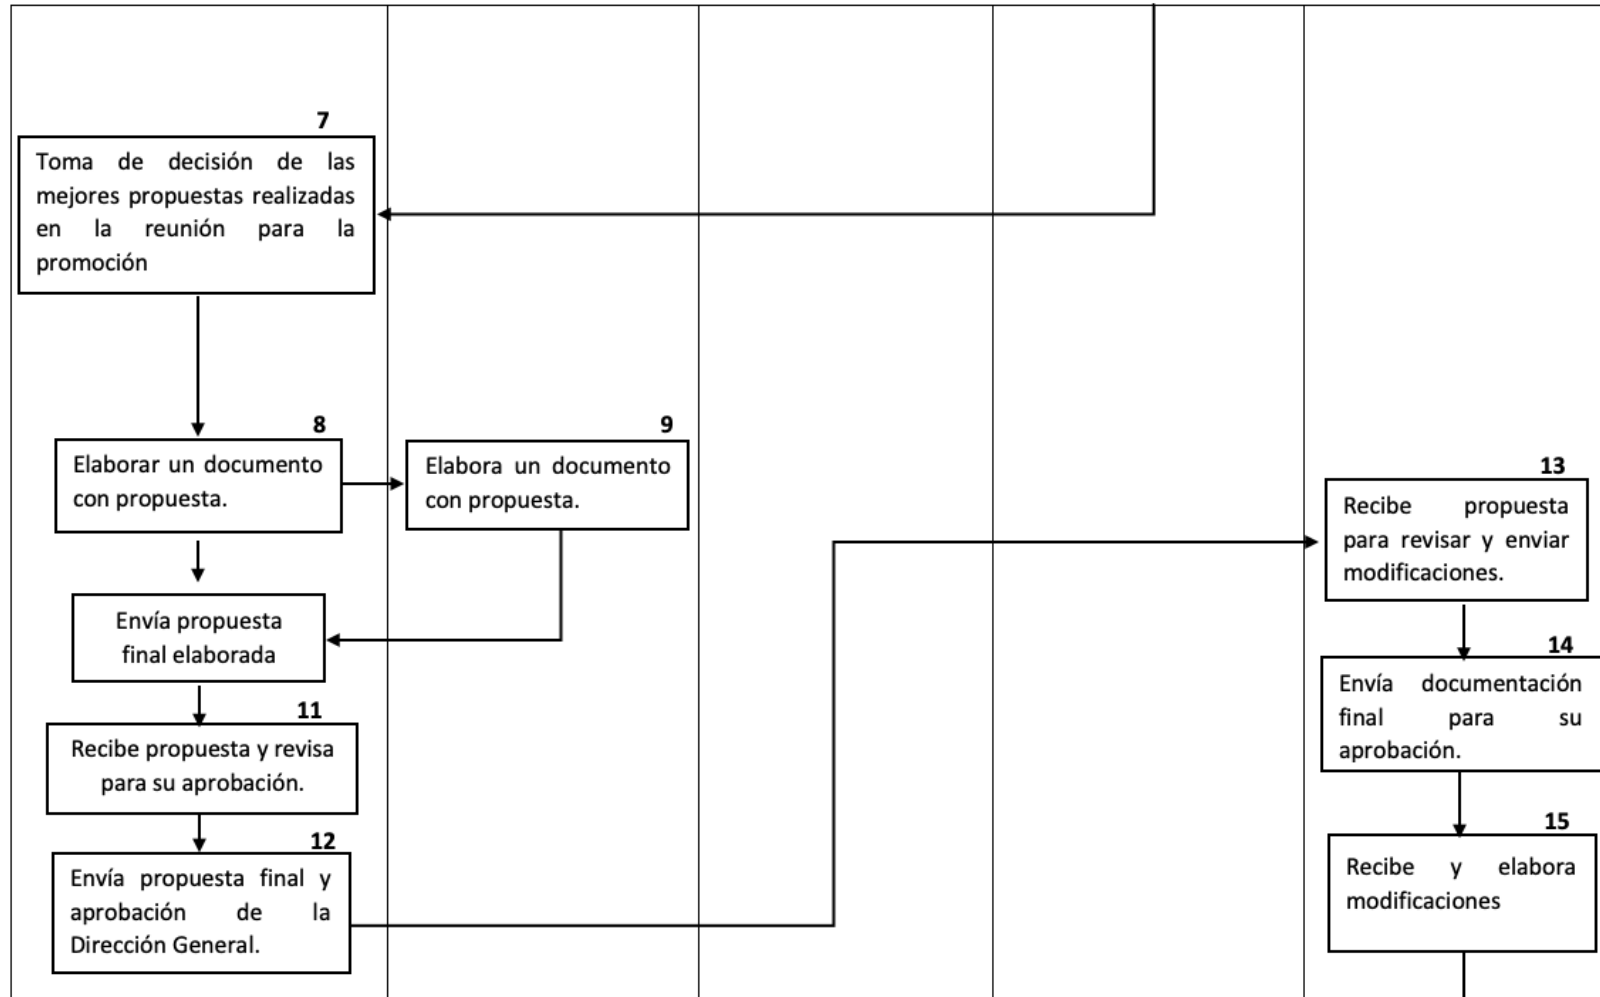 7
Toma de decisión de las
mejores propuestas realizadas
en la reunión para la
promoción
8
Elaborar un documento
con propuesta.
9
Elabora un documento
con propuesta.
Envía propuesta
final elaborada
11
Recibe propuesta y revisa
para su aprobación.
12
Envía propuesta final y
aprobación de la
Dirección General.
13
Recibe propuesta
para revisar y enviar
modificaciones.
14
Envía documentación
final para su
aprobación.
15
Recibe y elabora
modificaciones